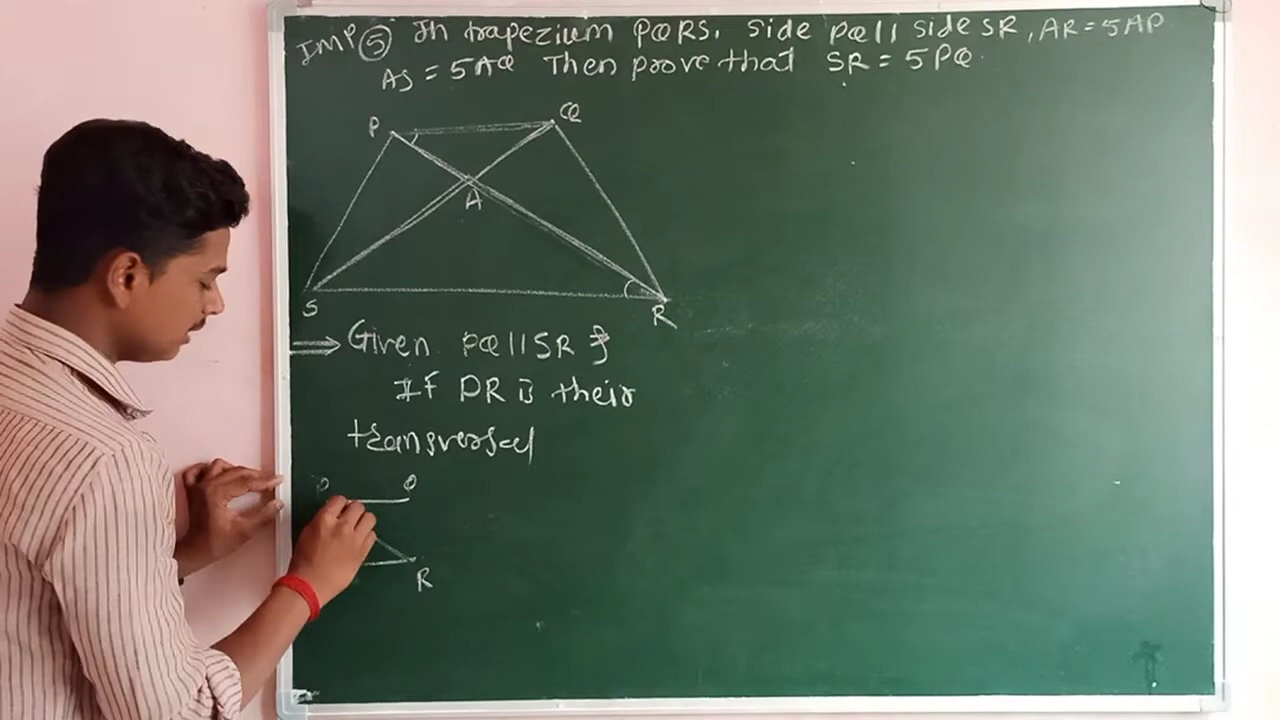 IMP ⑤ In trapezium PQRS, side PQ || side SR, AR = 5AP
AS = 5AQ Then prove that SR = 5PQ.
P Q
A
S R
⇒ Given PQ || SR &
If PR is their
transversal
P Q
R